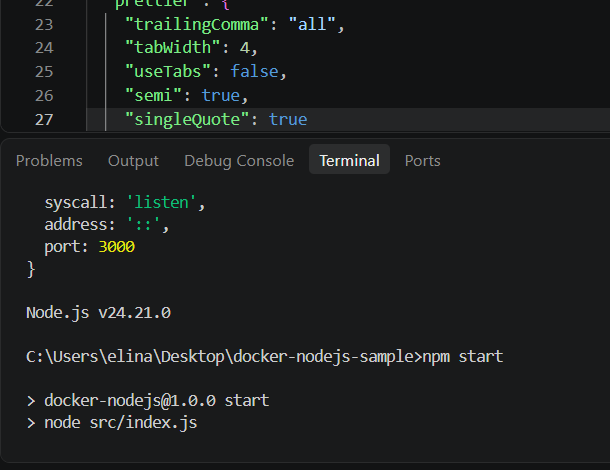 22 "prettier": {
23 "trailingComma": "all",
24 "tabWidth": 4,
25 "useTabs": false,
26 "semi": true,
27 "singleQuote": true
Problems Output Debug Console Terminal Ports
syscall: 'listen',
address: '::',
port: 3000
}
Node.js v24.21.0
C:\Users\elina\Desktop\docker-nodejs-sample>npm start
> docker-nodejs@1.0.0 start
> node src/index.js